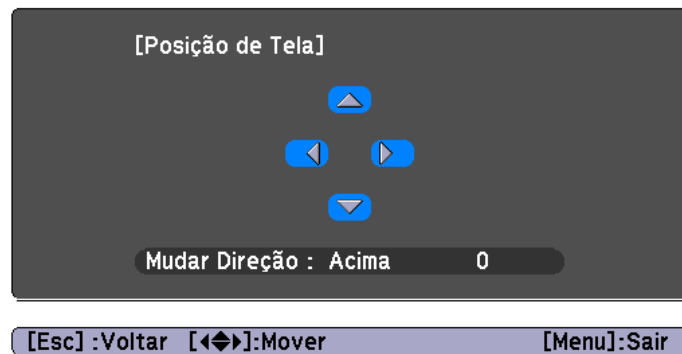 [Posição de Tela]
Mudar Direção : Acima 0
[Esc] :Voltar [◀◆▶]:Mover [Menu]:Sair